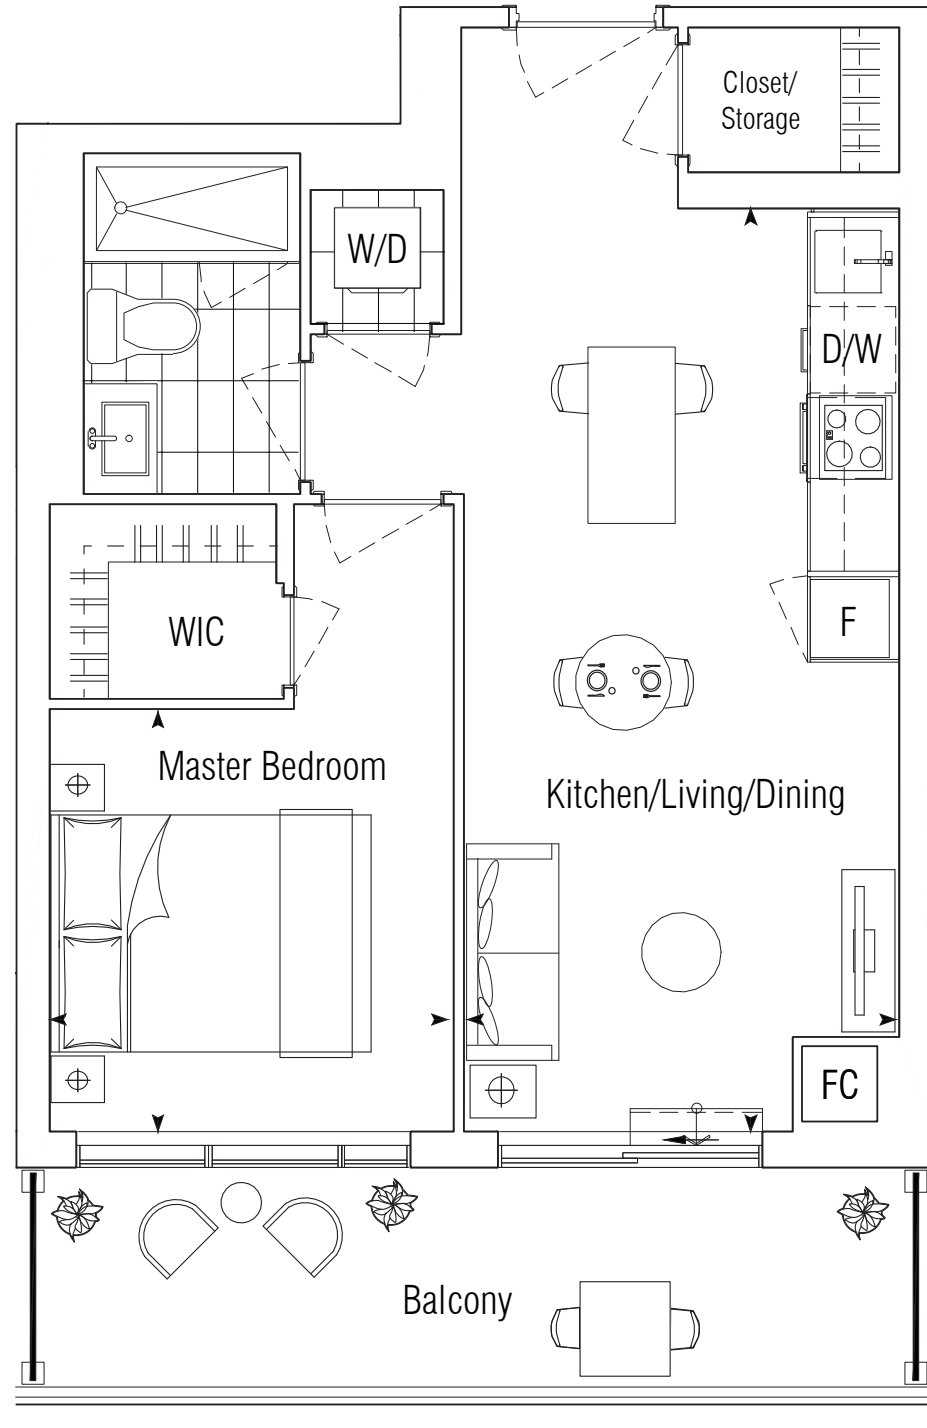 Closet/
Storage
W/D
D/W
F
WIC
Master Bedroom
Kitchen/Living/Dining
FC
Balcony